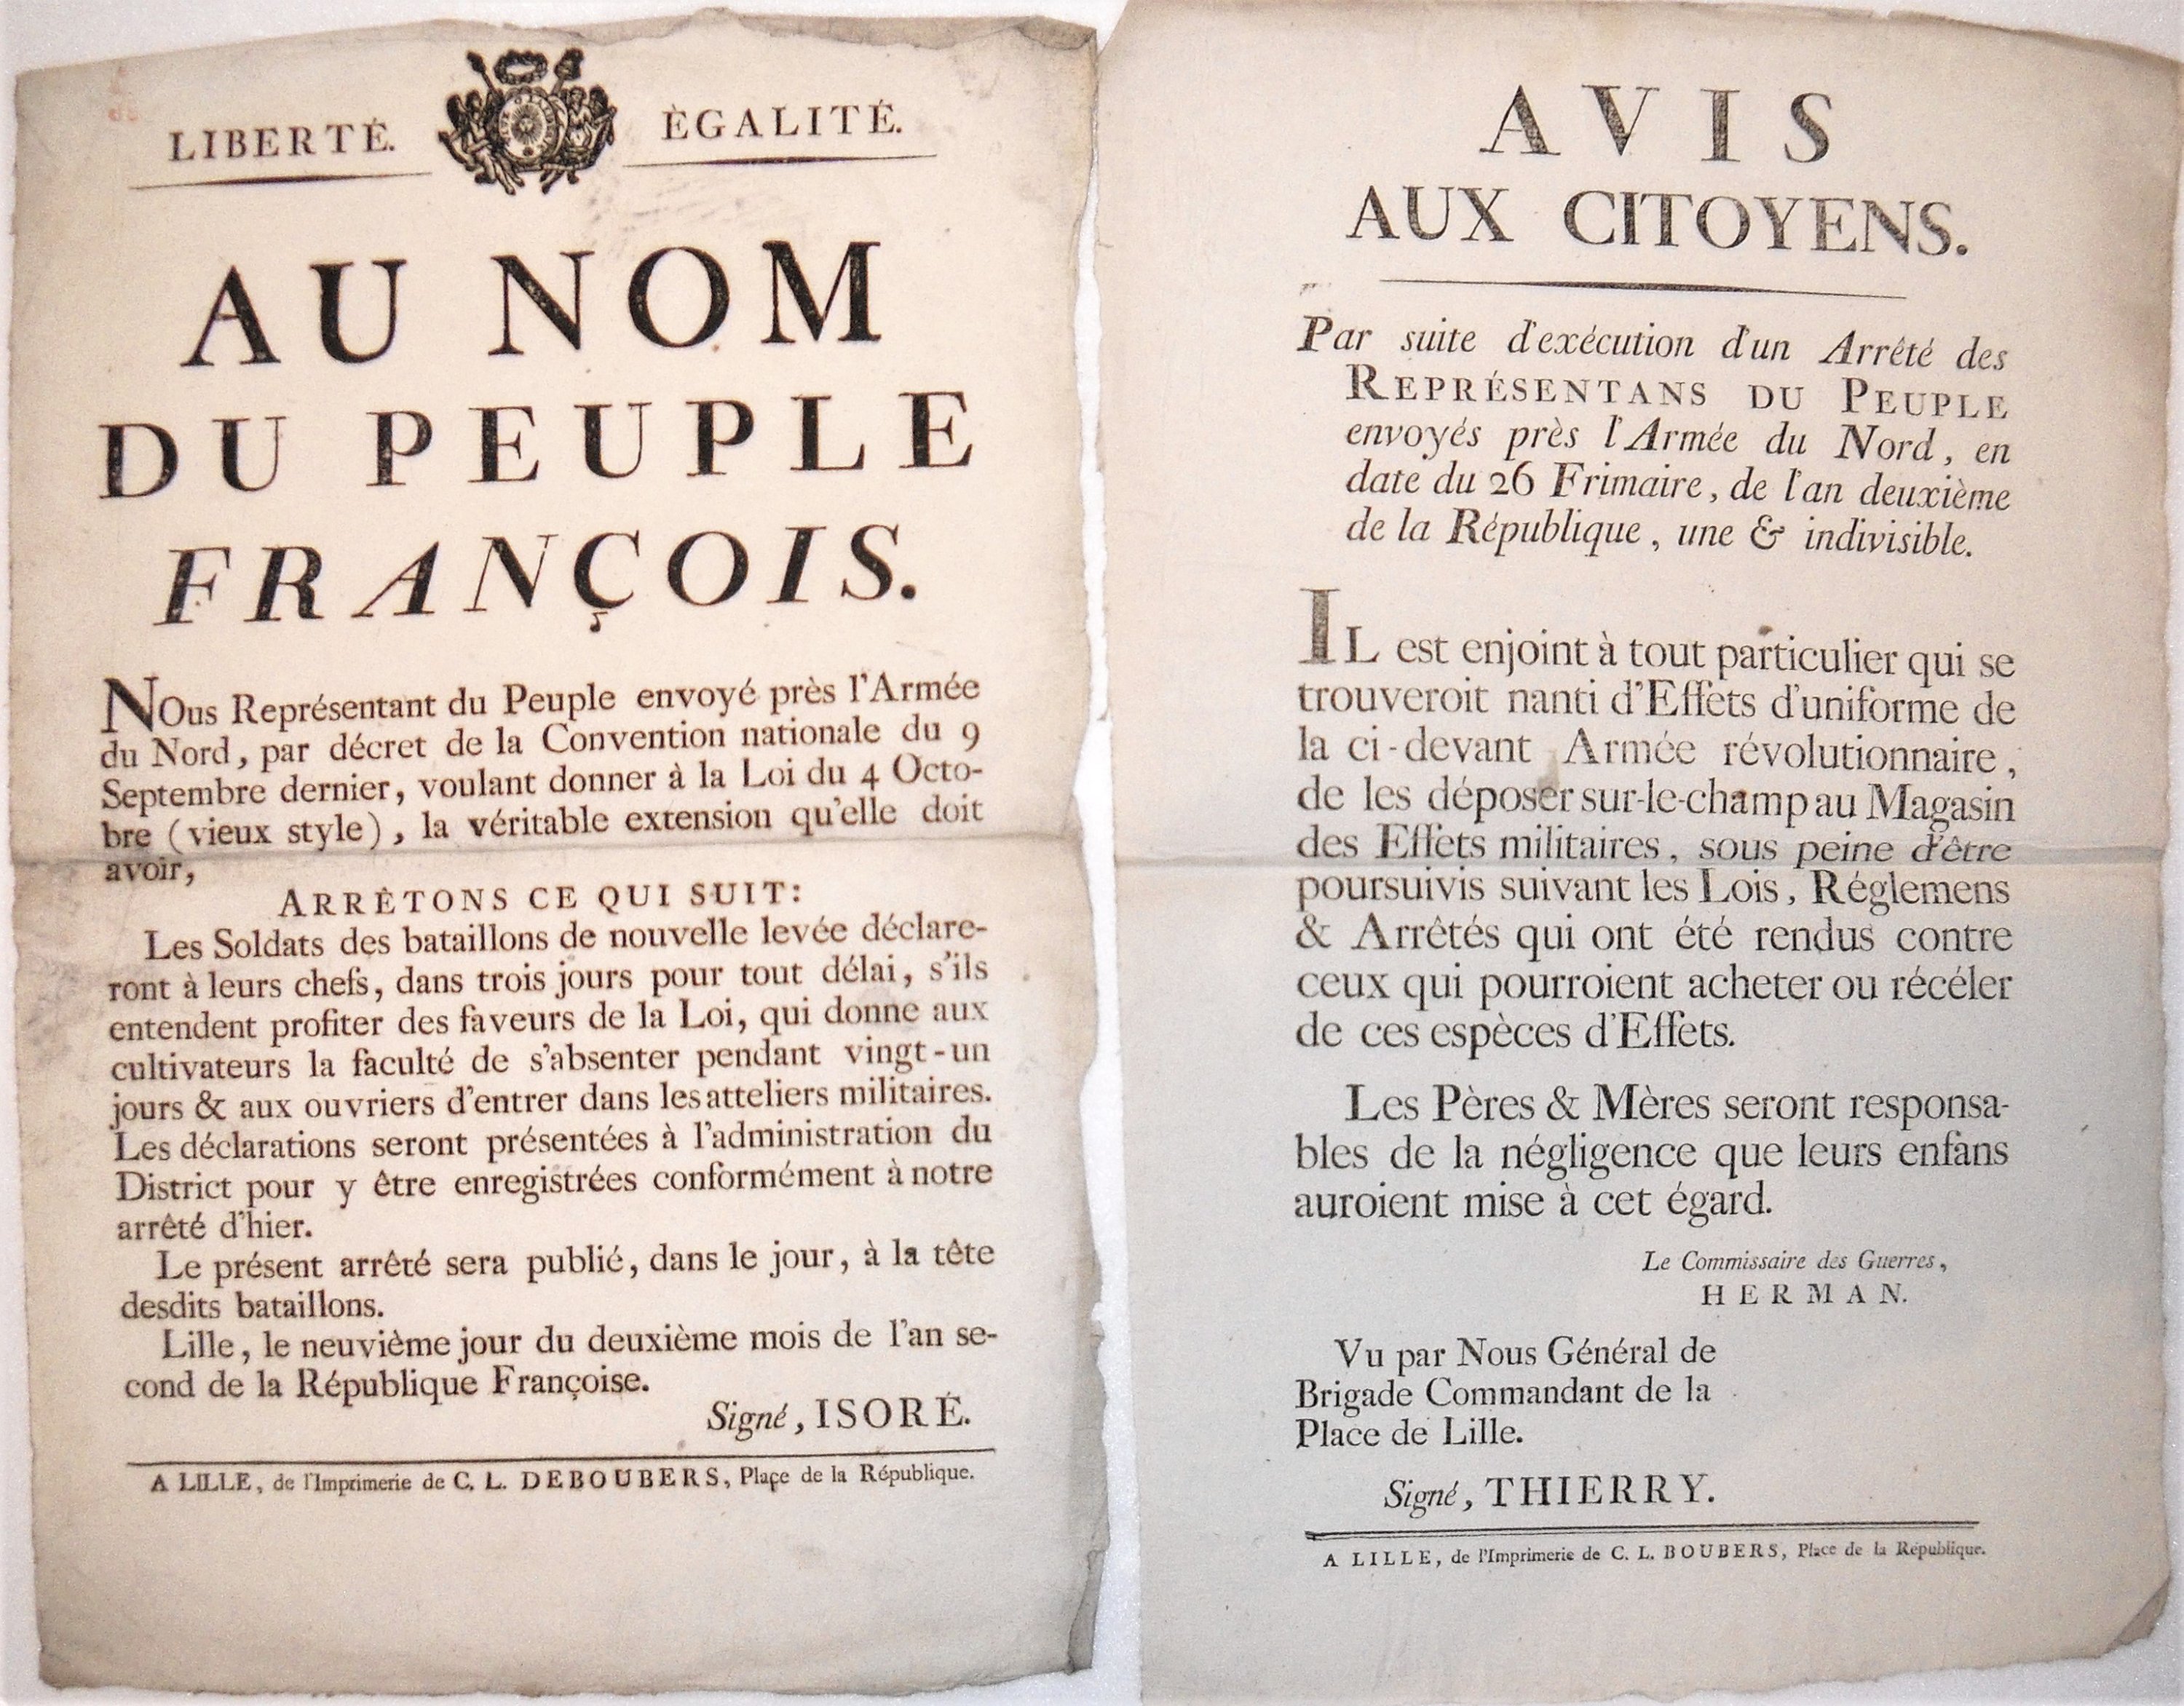 LIBERTÉ. ÈGALITÉ.
AU NOM
DU PEUPLE
FRANÇOIS.
NOus Représentant du Peuple envoyé près l'Armée
du Nord, par décret de la Convention nationale du 9
Septembre dernier, voulant donner à la Loi du 4 Octo-
bre (vieux style), la véritable extension qu'elle doit
avoir,
ARRÊTONS CE QUI SUIT:
Les Soldats des bataillons de nouvelle levée déclare-
ront à leurs chefs, dans trois jours pour tout délai, s'ils
entendent profiter des faveurs de la Loi, qui donne aux
cultivateurs la faculté de s'absenter pendant vingt-un
jours & aux ouvriers d'entrer dans les atteliers militaires.
Les déclarations seront présentées à l'administration du
District pour y être enregistrées conformément à notre
arrêté d'hier.
Le présent arrêté sera publié, dans le jour, à la tête
desdits bataillons.
Lille, le neuvième jour du deuxième mois de l'an se-
cond de la République Françoise.
Signé, ISORÉ.
A LILLE, de l'Imprimerie de C. L. DEBOUBERS, Plaçe de la République.
AVIS
AUX CITOYENS.
Par suite d'exécution d'un Arrêté des
REPRÉSENTANS DU PEUPLE
envoyés près l'Armée du Nord, en
date du 26 Frimaire, de l'an deuxième
de la République, une & indivisible.
IL est enjoint à tout particulier qui se
trouveroit nanti d'Effets d'uniforme de
la ci-devant Armée révolutionnaire,
de les déposer sur-le-champ au Magasin
des Effets militaires, sous peine d'être
poursuivis suivant les Lois, Réglemens
& Arrêtés qui ont été rendus contre
ceux qui pourroient acheter ou récéler
de ces espèces d'Effets.
Les Pères & Mères seront responsa-
bles de la négligence que leurs enfans
auroient mise à cet égard.
Le Commissaire des Guerres,
HERMAN.
Vu par Nous Général de
Brigade Commandant de la
Place de Lille.
Signé, THIERRY.
A LILLE, de l'Imprimerie de C. L. BOUBERS, Place de la République.